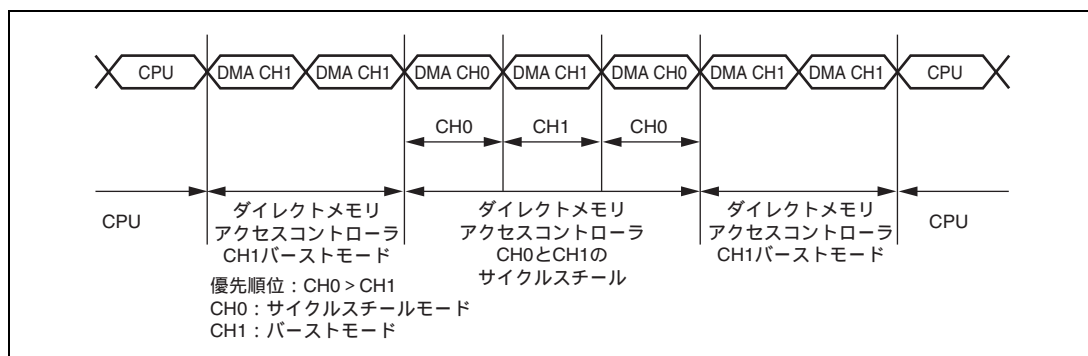 CPU DMA CH1 DMA CH1 DMA CH0 DMA CH1 DMA CH0 DMA CH1 DMA CH1 CPU
CH0 CH1 CH0
CPU
ダイレクトメモリ
アクセスコントローラ
CH1バーストモード
ダイレクトメモリ
アクセスコントローラ
CH0とCH1の
サイクルスチール
ダイレクトメモリ
アクセスコントローラ
CH1バーストモード
CPU
優先順位:CH0 > CH1
CH0:サイクルスチールモード
CH1:バーストモード